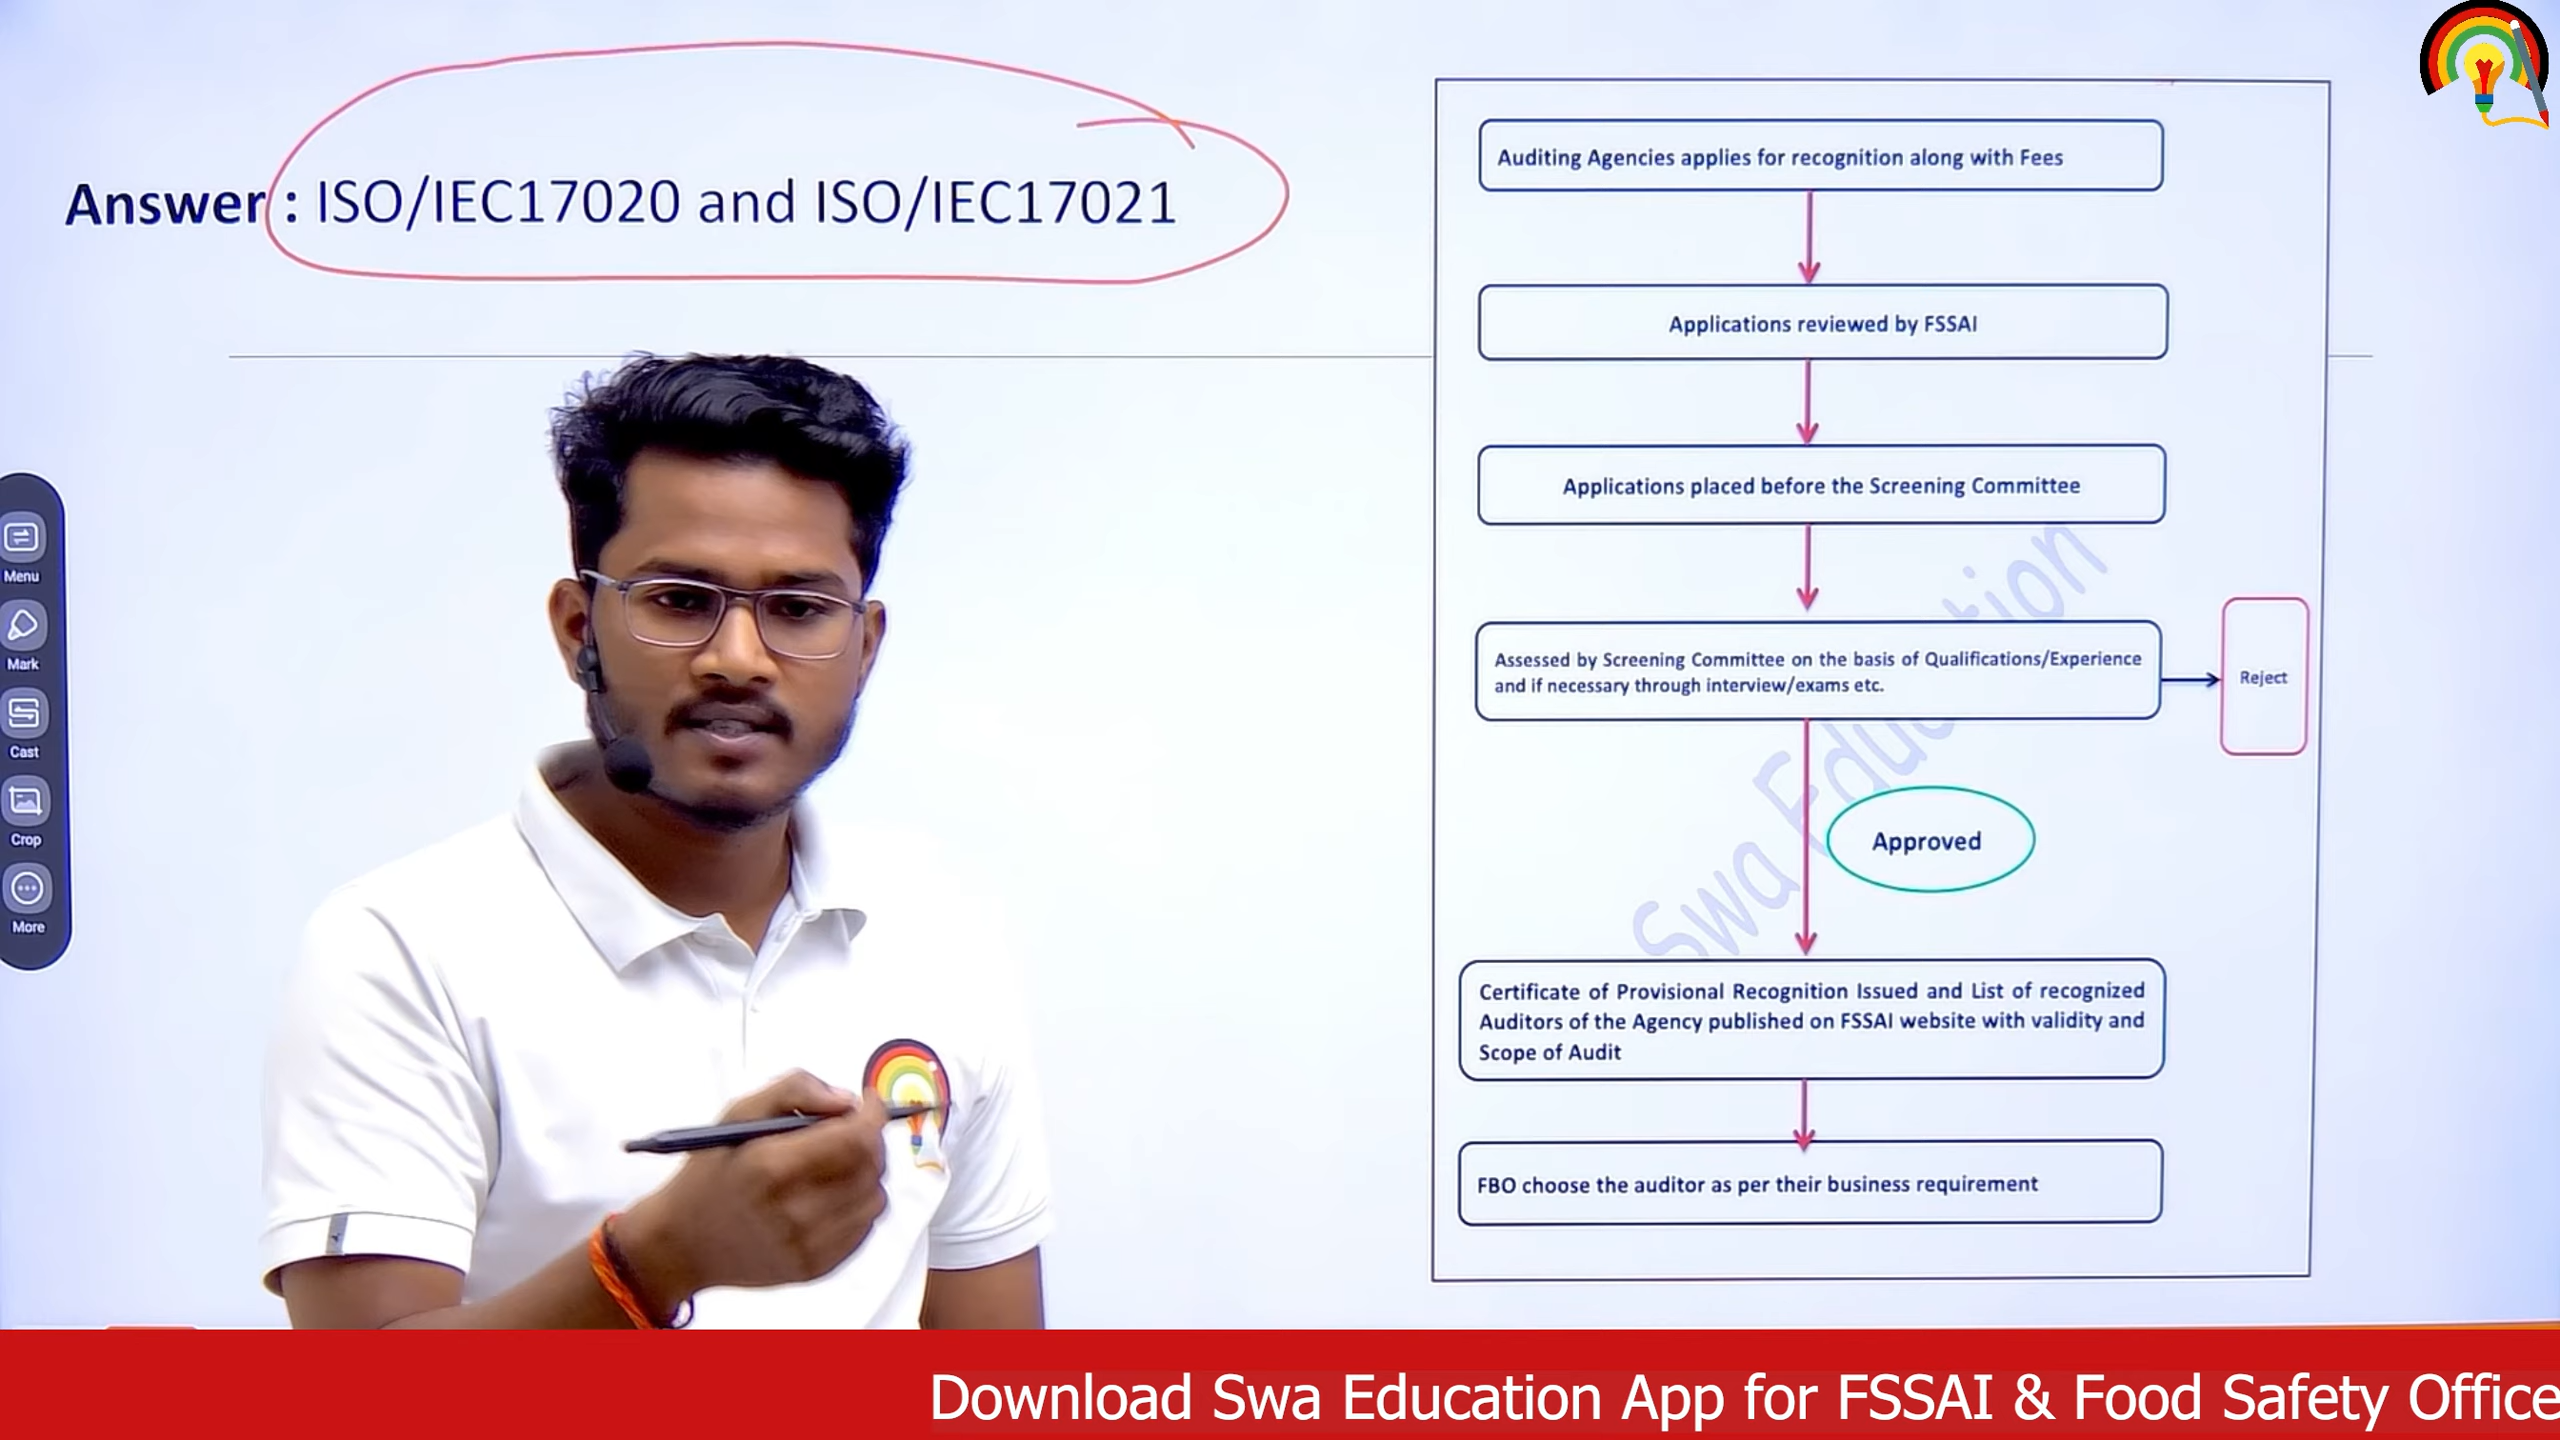 Answer : ISO/IEC17020 and ISO/IEC17021
Auditing Agencies applies for recognition along with Fees
Applications reviewed by FSSAI
Applications placed before the Screening Committee
Assessed by Screening Committee on the basis of Qualifications/Experience
and if necessary through interview/exams etc.
Reject
Approved
Certificate of Provisional Recognition Issued and List of recognized
Auditors of the Agency published on FSSAI website with validity and
Scope of Audit
FBO choose the auditor as per their business requirement
Swa Education
Menu
Mark
Cast
Crop
More
Download Swa Education App for FSSAI & Food Safety Office